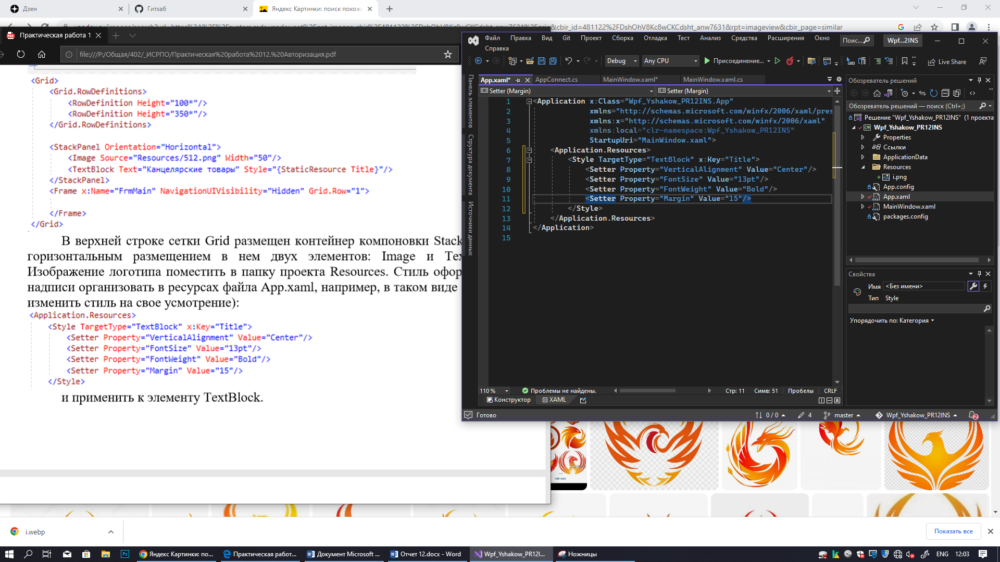 Дзен
Гитхаб
Яндекс Картинки: поиск похож
&cbir_id=481122%2FDshOhV8Kc8wCKCdsht_anw7631&rpt=imageview&cbir_page=similar
Практическая работа 1
file:///P:/Общая/402/_ИСРПО/Практическая%20работа%2012.%20Авторизация.pdf
<Grid>
<Grid.RowDefinitions>
<RowDefinition Height="100*"/>
<RowDefinition Height="350*"/>
</Grid.RowDefinitions>
<StackPanel Orientation="Horizontal">
<Image Source="Resources/512.png" Width="50"/>
<TextBlock Text="Канцелярские товары" Style="{StaticResource Title}"/>
</StackPanel>
<Frame x:Name="FrmMain" NavigationUIVisibility="Hidden" Grid.Row="1">
</Frame>
</Grid>
В верхней строке сетки Grid размещен контейнер компоновки Stack
горизонтальным размещением в нем двух элементов: Image и Tex
Изображение логотипа поместить в папку проекта Resources. Стиль офор
надписи организовать в ресурсах файла App.xaml, например, в таком виде
изменить стиль на свое усмотрение):
<Application.Resources>
<Style TargetType="TextBlock" x:Key="Title">
<Setter Property="VerticalAlignment" Value="Center"/>
<Setter Property="FontSize" Value="13pt"/>
<Setter Property="FontWeight" Value="Bold"/>
<Setter Property="Margin" Value="15"/>
</Style>
и применить к элементу TextBlock.
Файл Правка Вид Git Проект Сборка Отладка Тест Анализ Средства Расширения Окно
Справка
Поис...
Wpf...2INS
Debug Any CPU Присоединение... Live Share
App.xaml* AppConnect.cs MainWindow.xaml* MainWindow.xaml.cs
Setter (Margin) Setter (Margin)
Панель элементов
Структура документа
Источники данных
1 <Application x:Class="Wpf_Yshakow_PR12INS.App"
2 xmlns="http://schemas.microsoft.com/winfx/2006/xaml/pres
3 xmlns:x="http://schemas.microsoft.com/winfx/2006/xaml"
4 xmlns:local="clr-namespace:Wpf_Yshakow_PR12INS"
5 StartupUri="MainWindow.xaml">
6 <Application.Resources>
7 <Style TargetType="TextBlock" x:Key="Title">
8 <Setter Property="VerticalAlignment" Value="Center"/>
9 <Setter Property="FontSize" Value="13pt"/>
10 <Setter Property="FontWeight" Value="Bold"/>
11 <Setter Property="Margin" Value="15"/>
12 </Style>
13 </Application.Resources>
14 </Application>
15
110 % Проблемы не найдены. Стр: 11 Симв: 51 Пробелы CRLF
Конструктор XAML
Готово 0 / 0 4 master Wpf_Yshakow_PR12INS 2
Обозреватель решений
Обозреватель решений — поиск (Ctrl+;)
Решение "Wpf_Yshakow_PR12INS" (1 проекта
Wpf_Yshakow_PR12INS
Properties
Ссылки
ApplicationData
Resources
i.png
App.config
App.xaml
MainWindow.xaml
packages.config
Свойства
Имя <Без имени>
Тип Style
Упорядочить по: Категория
VER MÁS
i.webp
Показать все
Яндекс Картинки: по...
Практическая работ...
Документ Microsoft ...
Отчет 12.docx - Word
Wpf_Yshakow_PR12I...
Ножницы
ENG 12:03